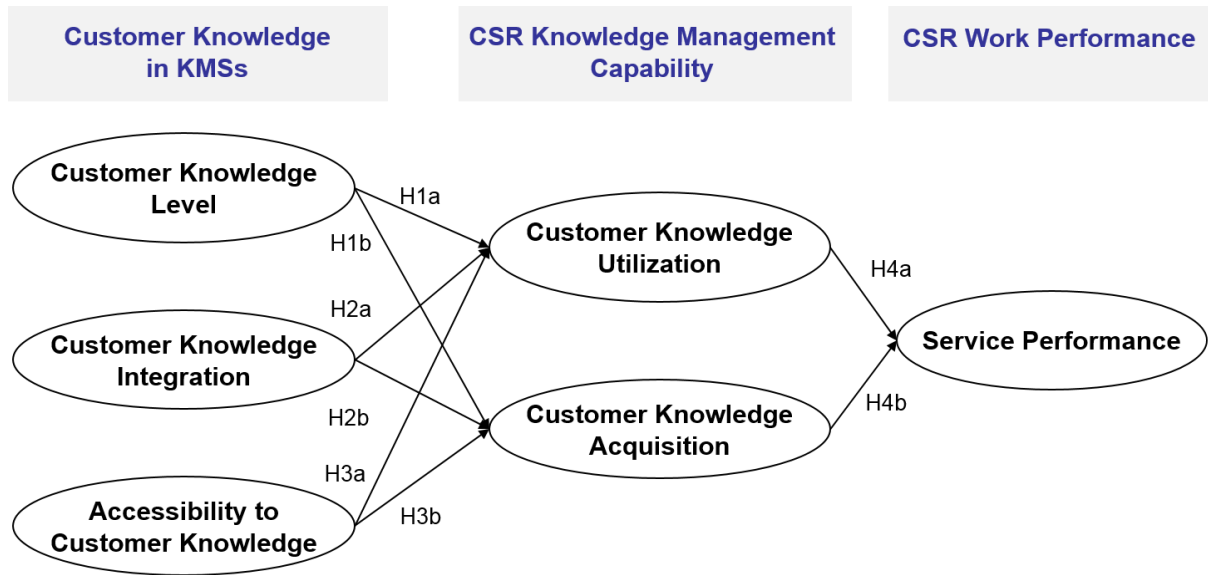 Customer Knowledge
in KMSs
CSR Knowledge Management
Capability
CSR Work Performance
Customer Knowledge
Level
H1a
H1b
Customer Knowledge
Utilization
H4a
H2a
Customer Knowledge
Integration
Service Performance
H2b
Customer Knowledge
Acquisition
H4b
H3a
Accessibility to
Customer Knowledge
H3b